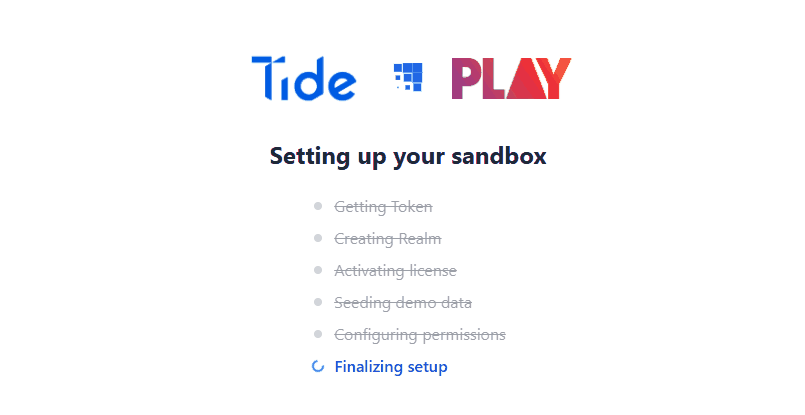 Tide PLAY
Setting up your sandbox
Getting Token
Creating Realm
Activating license
Seeding demo data
Configuring permissions
Finalizing setup